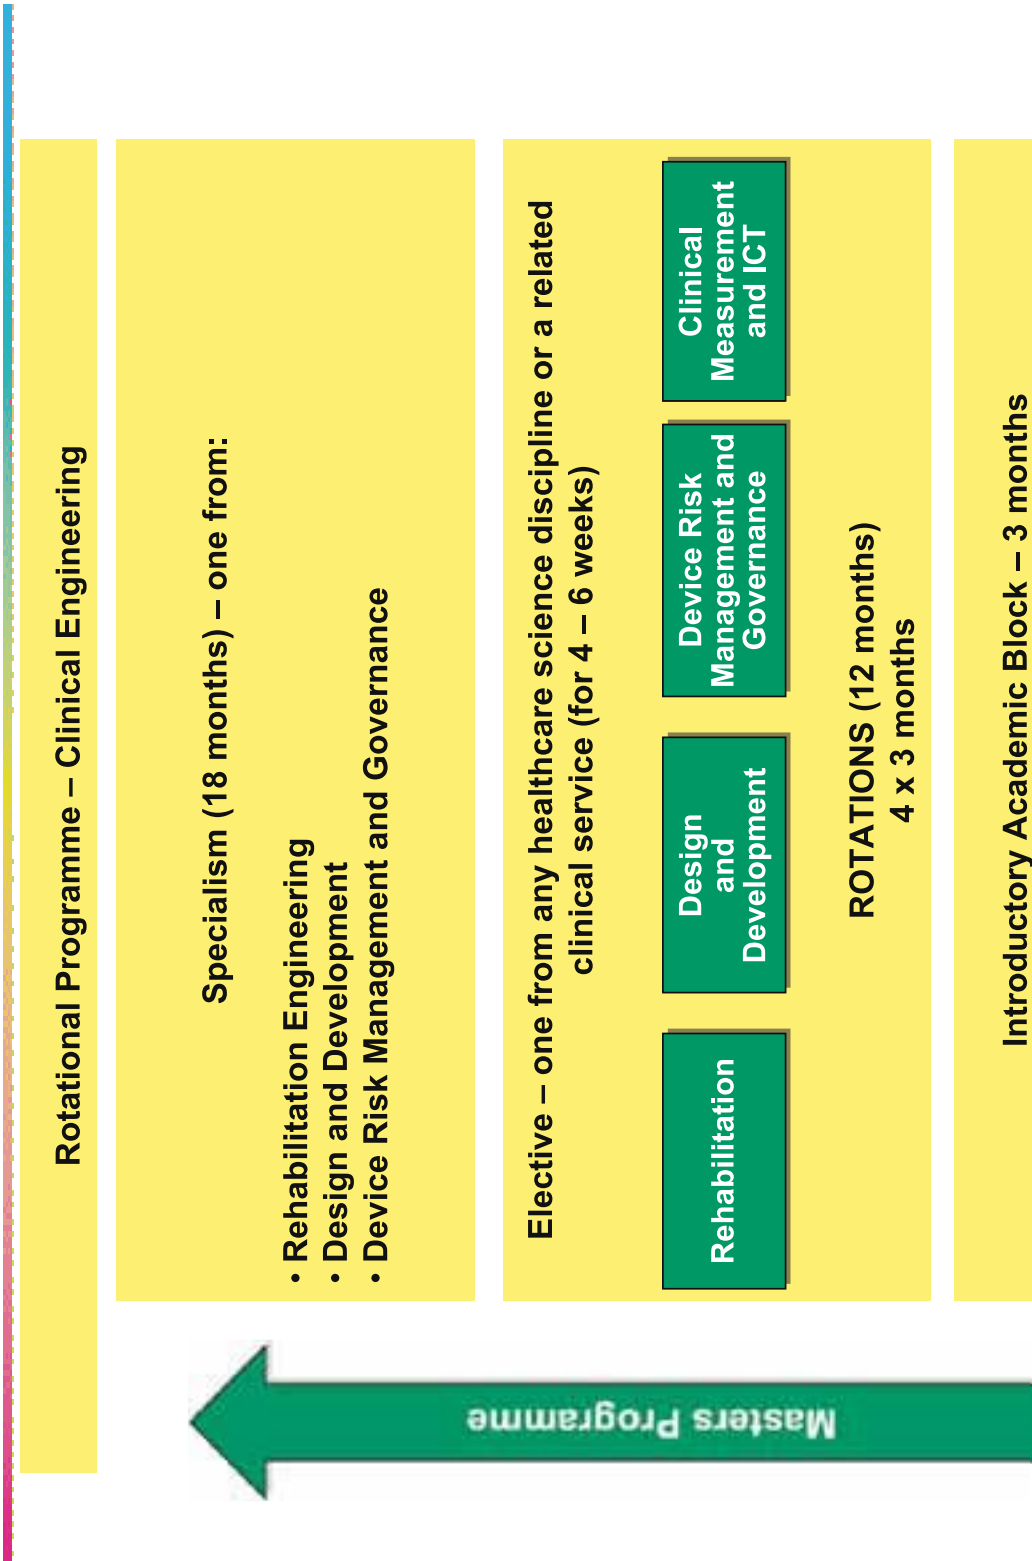 Rotational Programme – Clinical Engineering
Specialism (18 months) – one from:
• Rehabilitation Engineering
• Design and Development
• Device Risk Management and Governance
Elective – one from any healthcare science discipline or a related
clinical service (for 4 – 6 weeks)
Rehabilitation
Design
and
Development
Device Risk
Management and
Governance
Clinical
Measurement
and ICT
ROTATIONS (12 months)
4 x 3 months
Introductory Academic Block – 3 months
Masters Programme